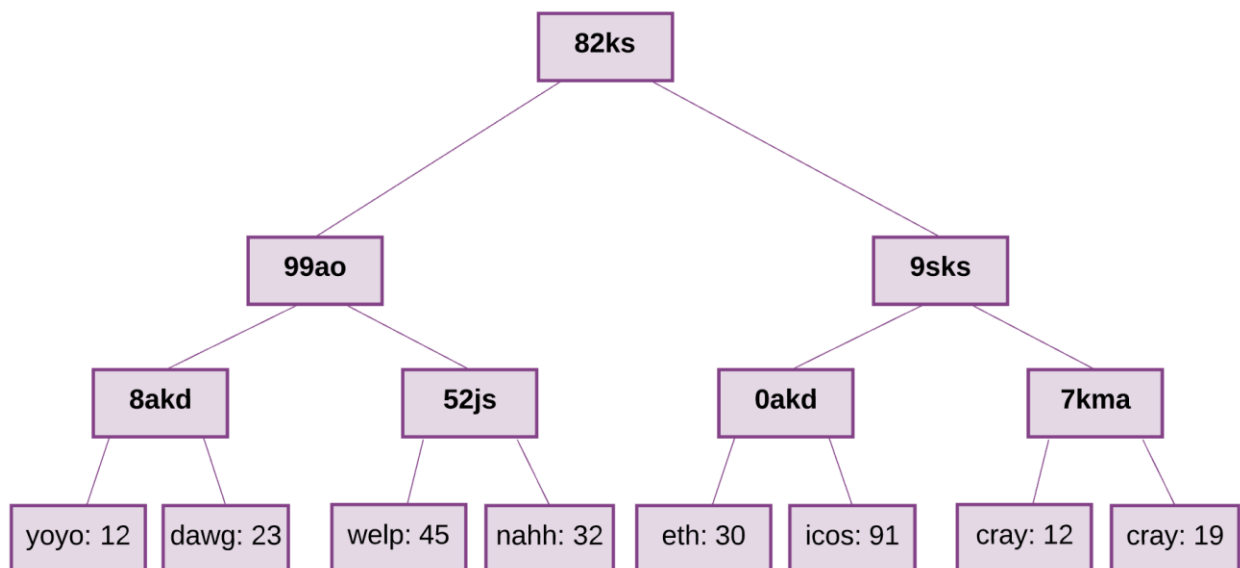 82ks
99ao
9sks
8akd
52js
0akd
7kma
yoyo: 12
dawg: 23
welp: 45
nahh: 32
eth: 30
icos: 91
cray: 12
cray: 19